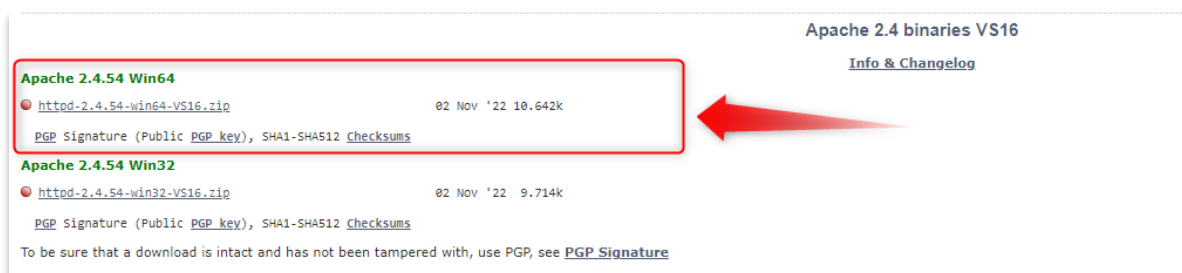 Apache 2.4 binaries VS16
Info & Changelog
Apache 2.4.54 Win64
httpd-2.4.54-win64-VS16.zip 02 Nov '22 10.642k
PGP Signature (Public PGP key), SHA1-SHA512 Checksums
Apache 2.4.54 Win32
httpd-2.4.54-win32-VS16.zip 02 Nov '22 9.714k
PGP Signature (Public PGP key), SHA1-SHA512 Checksums
To be sure that a download is intact and has not been tampered with, use PGP, see PGP Signature